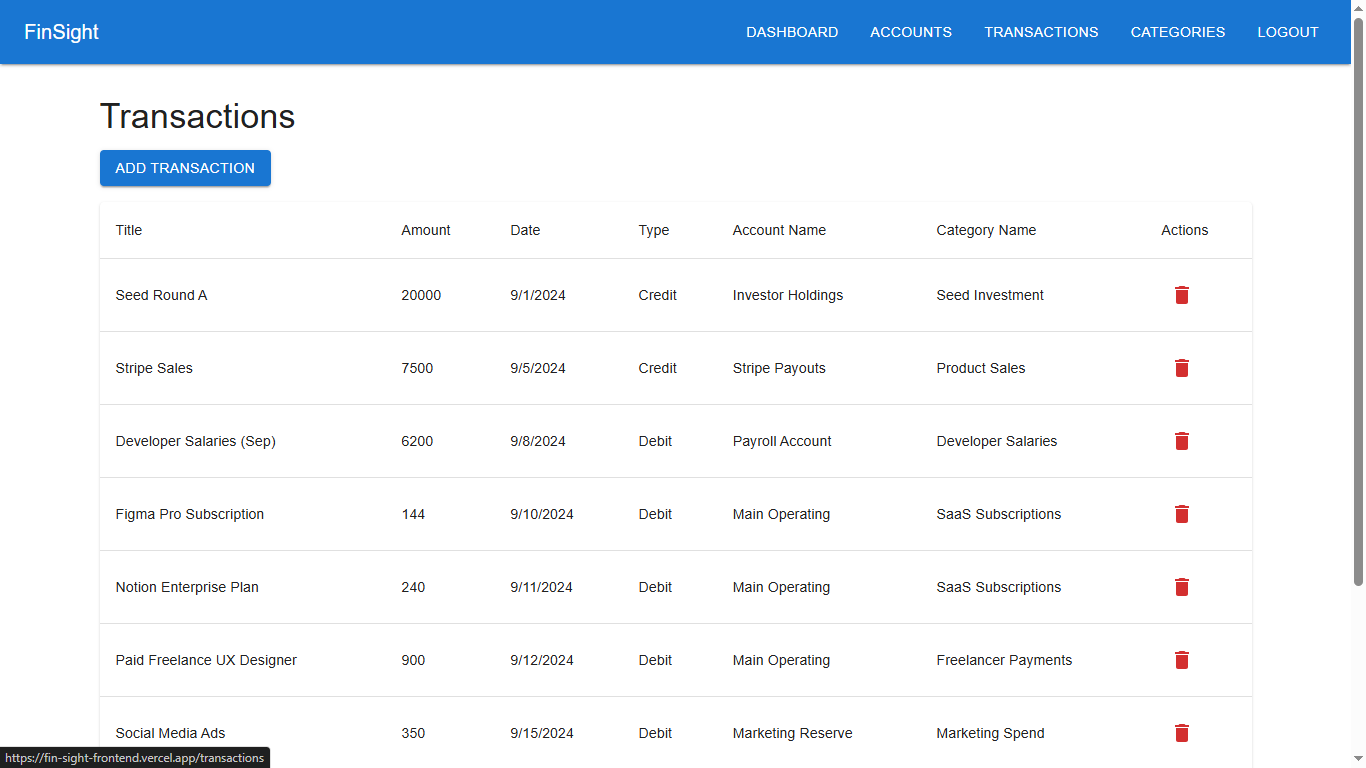 FinSight DASHBOARD ACCOUNTS TRANSACTIONS CATEGORIES LOGOUT
Transactions
ADD TRANSACTION
Title Amount Date Type Account Name Category Name Actions
Seed Round A 20000 9/1/2024 Credit Investor Holdings Seed Investment
Stripe Sales 7500 9/5/2024 Credit Stripe Payouts Product Sales
Developer Salaries (Sep) 6200 9/8/2024 Debit Payroll Account Developer Salaries
Figma Pro Subscription 144 9/10/2024 Debit Main Operating SaaS Subscriptions
Notion Enterprise Plan 240 9/11/2024 Debit Main Operating SaaS Subscriptions
Paid Freelance UX Designer 900 9/12/2024 Debit Main Operating Freelancer Payments
Social Media Ads 350 9/15/2024 Debit Marketing Reserve Marketing Spend
https://fin-sight-frontend.vercel.app/transactions